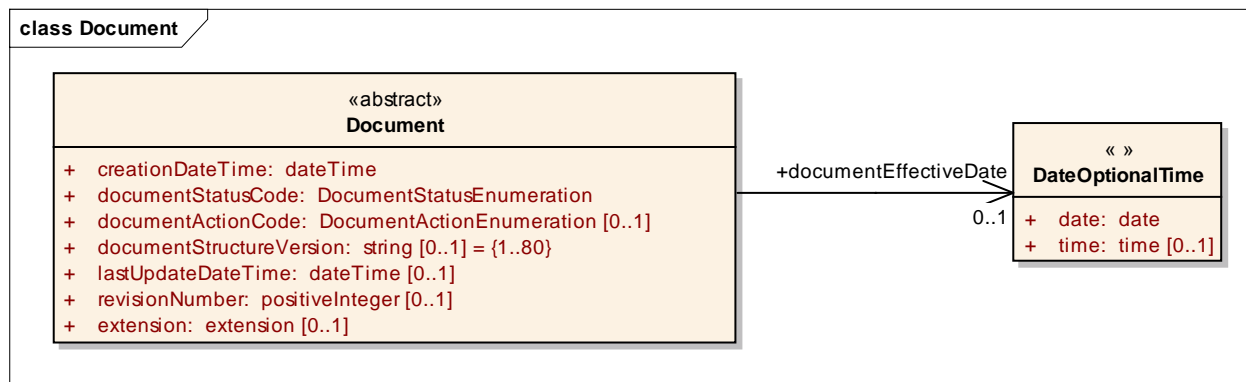 class Document
«abstract»
Document
+ creationDateTime: dateTime
+ documentStatusCode: DocumentStatusEnumeration
+ documentActionCode: DocumentActionEnumeration [0..1]
+ documentStructureVersion: string [0..1] = {1..80}
+ lastUpdateDateTime: dateTime [0..1]
+ revisionNumber: positiveInteger [0..1]
+ extension: extension [0..1]
+documentEffectiveDate
0..1
« »
DateOptionalTime
+ date: date
+ time: time [0..1]